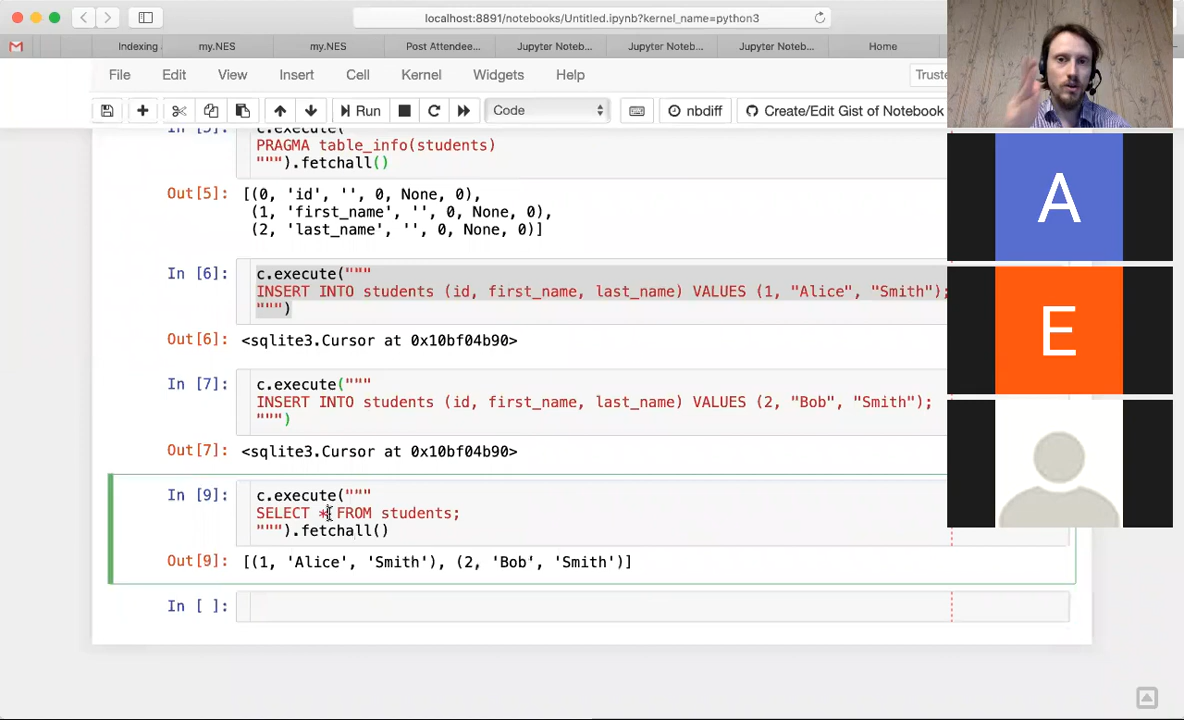 localhost:8891/notebooks/Untitled.ipynb?kernel_name=python3
Indexing my.NES my.NES Post Attendee... Jupyter Noteb... Jupyter Noteb... Jupyter Noteb... Home
File Edit View Insert Cell Kernel Widgets Help Truste
Run Code nbdiff Create/Edit Gist of Notebook
In [5]: c.execute("""
PRAGMA table_info(students)
""").fetchall()
Out[5]: [(0, 'id', '', 0, None, 0),
(1, 'first_name', '', 0, None, 0),
(2, 'last_name', '', 0, None, 0)]
In [6]: c.execute("""
INSERT INTO students (id, first_name, last_name) VALUES (1, "Alice", "Smith");
""")
Out[6]: <sqlite3.Cursor at 0x10bf04b90>
In [7]: c.execute("""
INSERT INTO students (id, first_name, last_name) VALUES (2, "Bob", "Smith");
""")
Out[7]: <sqlite3.Cursor at 0x10bf04b90>
In [9]: c.execute("""
SELECT * FROM students;
""").fetchall()
Out[9]: [(1, 'Alice', 'Smith'), (2, 'Bob', 'Smith')]
In [ ]:
A
E